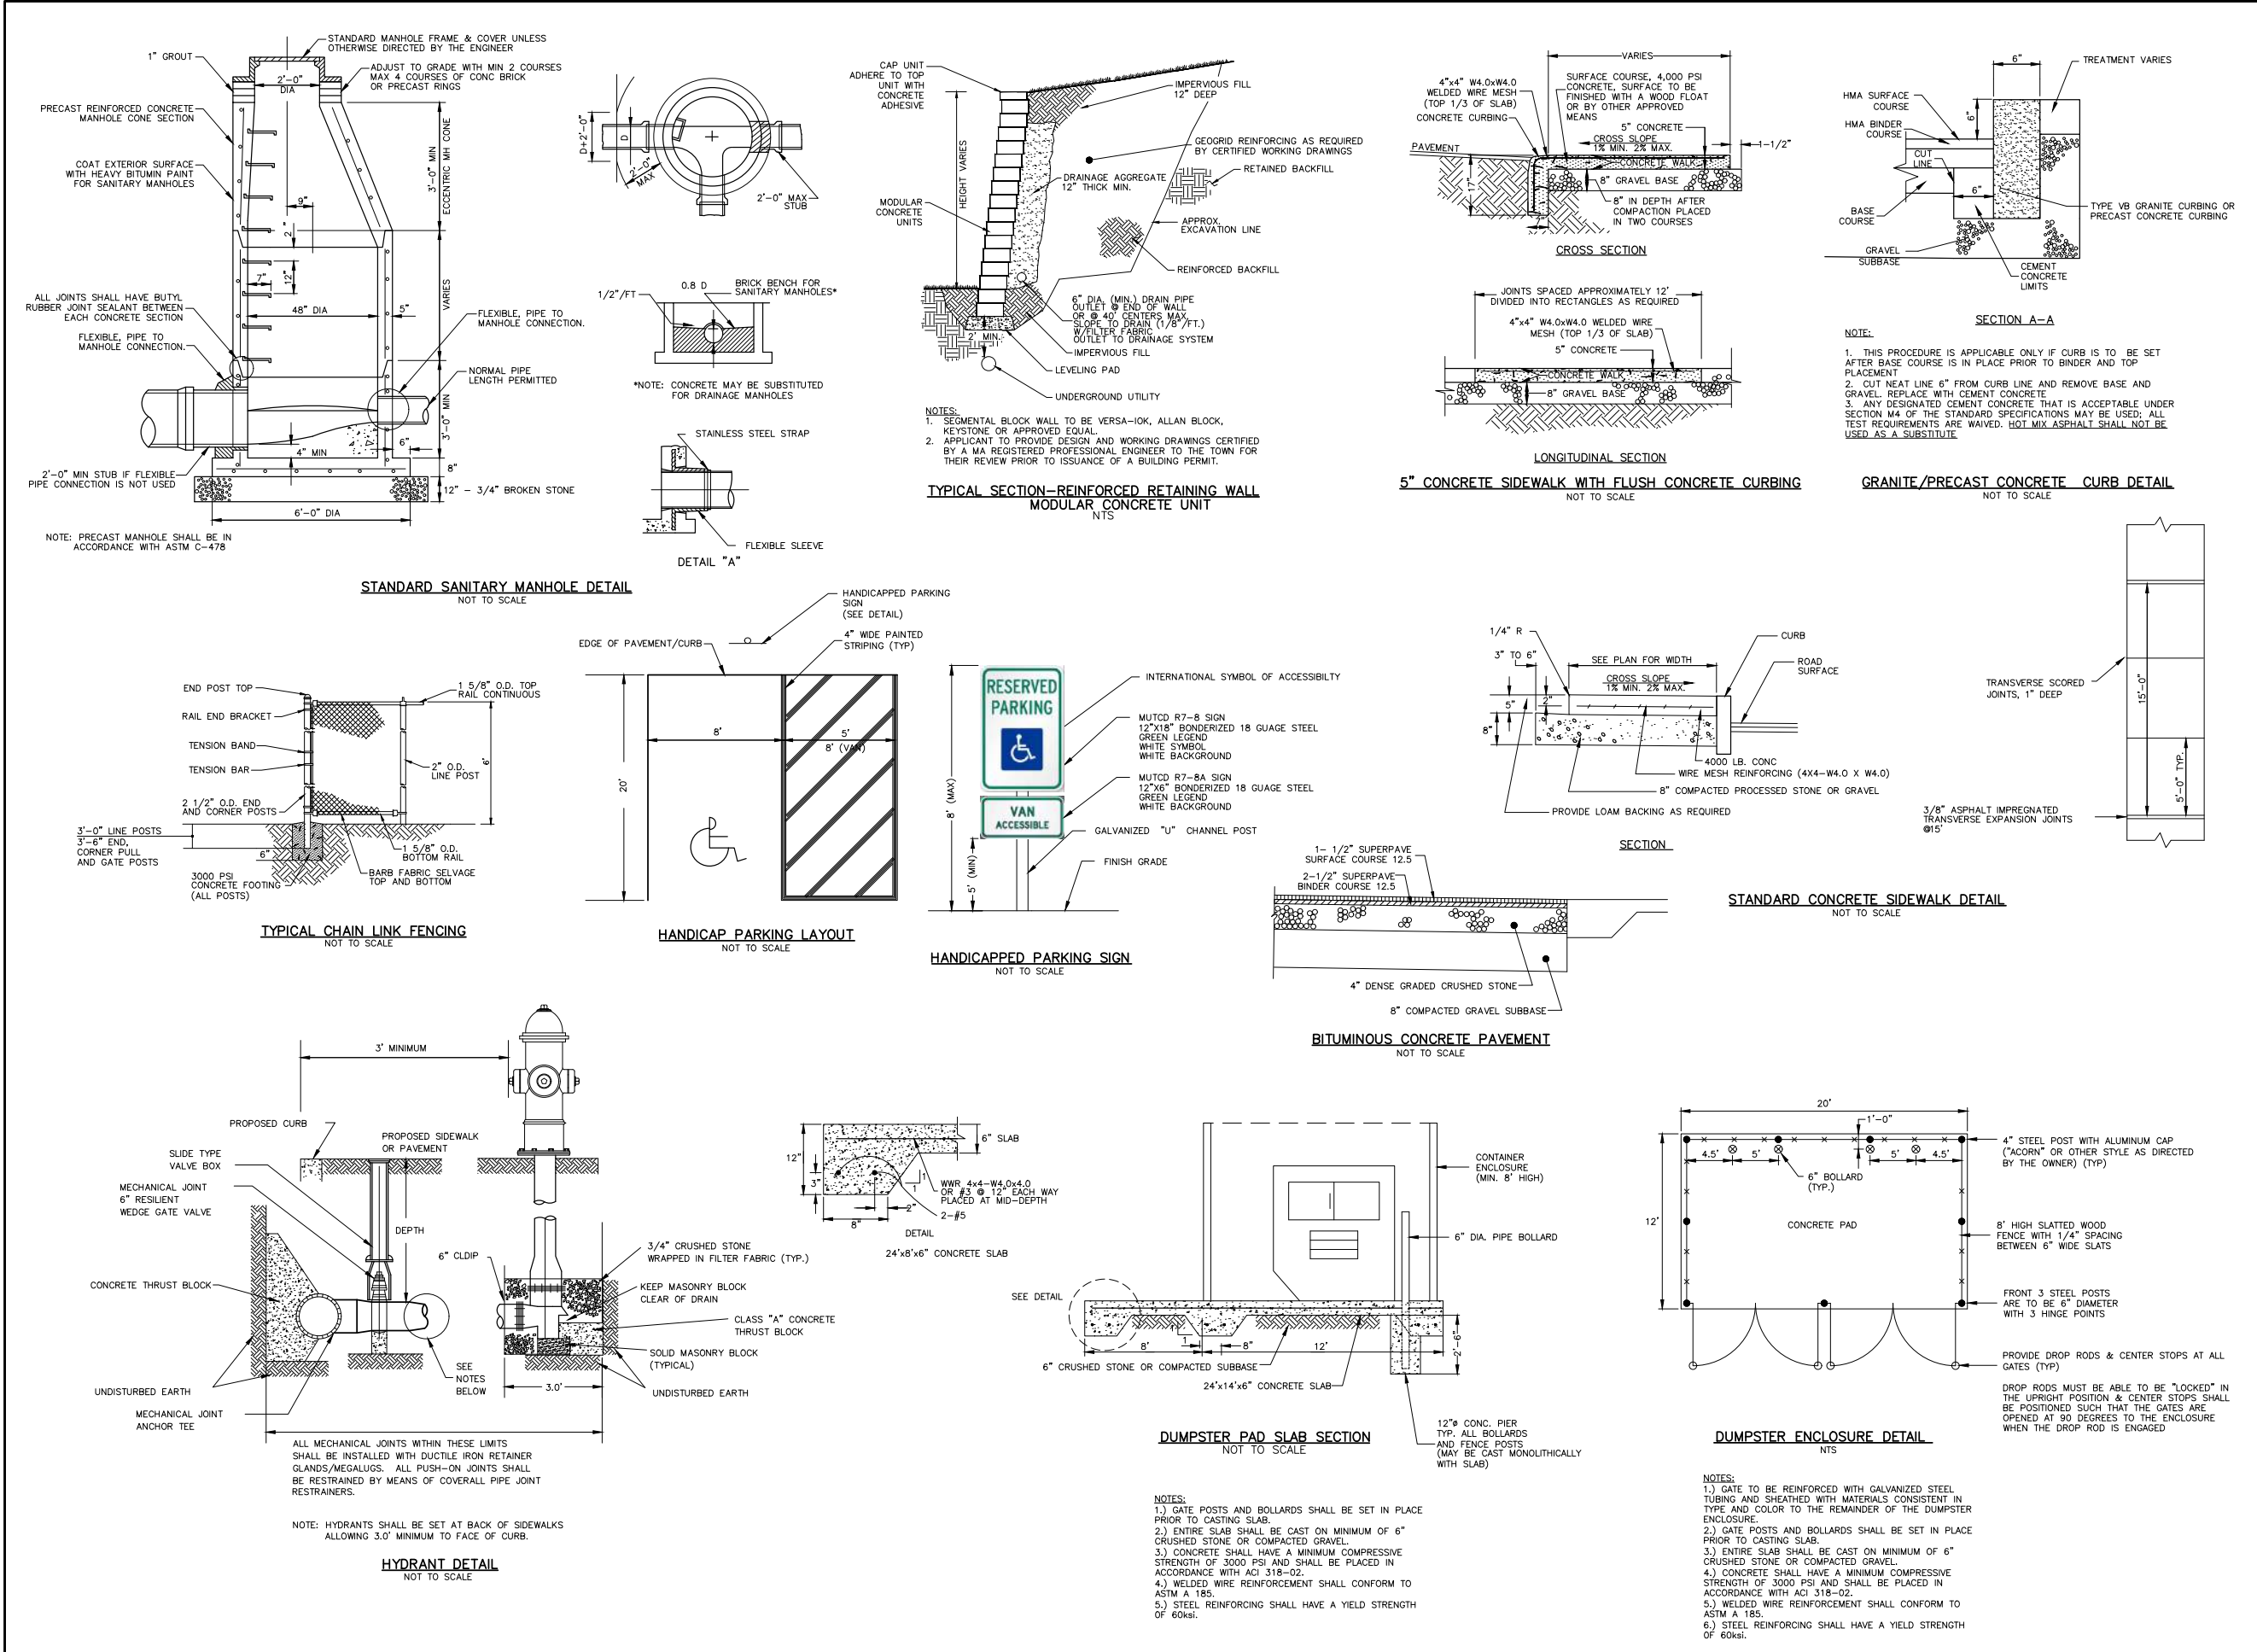 STANDARD MANHOLE FRAME & COVER UNLESS
OTHERWISE DIRECTED BY THE ENGINEER
1" GROUT
ADJUST TO GRADE WITH MIN 2 COURSES
MAX 4 COURSES OF CONC BRICK
OR PRECAST RINGS
2'-0"
DIA
PRECAST REINFORCED CONCRETE
MANHOLE CONE SECTION
COAT EXTERIOR SURFACE
WITH HEAVY BITUMIN PAINT
FOR SANITARY MANHOLES
3'-0" MIN
ECCENTRIC MH CONE
9"
2"
7"
12"
VARIES
ALL JOINTS SHALL HAVE BUTYL
RUBBER JOINT SEALANT BETWEEN
EACH CONCRETE SECTION
48" DIA
5"
FLEXIBLE, PIPE TO
MANHOLE CONNECTION.
FLEXIBLE, PIPE TO
MANHOLE CONNECTION.
NORMAL PIPE
LENGTH PERMITTED
3'-0" MIN
6"
4" MIN
8"
2'-0" MIN STUB IF FLEXIBLE
PIPE CONNECTION IS NOT USED
12" - 3/4" BROKEN STONE
6'-0" DIA
NOTE: PRECAST MANHOLE SHALL BE IN
ACCORDANCE WITH ASTM C-478
D+2'-0"
D
2'-0"
MAX
2'-0" MAX
STUB
1/2"/FT
0.8 D
BRICK BENCH FOR
SANITARY MANHOLES*
*NOTE: CONCRETE MAY BE SUBSTITUTED
FOR DRAINAGE MANHOLES
STAINLESS STEEL STRAP
FLEXIBLE SLEEVE
DETAIL "A"
STANDARD SANITARY MANHOLE DETAIL
NOT TO SCALE
CAP UNIT
ADHERE TO TOP
UNIT WITH
CONCRETE
ADHESIVE
IMPERVIOUS FILL
12" DEEP
HEIGHT VARIES
GEOGRID REINFORCING AS REQUIRED
BY CERTIFIED WORKING DRAWINGS
RETAINED BACKFILL
DRAINAGE AGGREGATE
12" THICK MIN.
MODULAR
CONCRETE
UNITS
APPROX.
EXCAVATION LINE
REINFORCED BACKFILL
6" DIA. (MIN.) DRAIN PIPE
OUTLET @ END OF WALL
OR @ 40' CENTERS MAX.
SLOPE TO DRAIN (1/8"/FT.)
W/FILTER FABRIC
OUTLET TO DRAINAGE SYSTEM
2' MIN.
IMPERVIOUS FILL
LEVELING PAD
UNDERGROUND UTILITY
NOTES:
1. SEGMENTAL BLOCK WALL TO BE VERSA-lOK, ALLAN BLOCK,
KEYSTONE OR APPROVED EQUAL.
2. APPLICANT TO PROVIDE DESIGN AND WORKING DRAWINGS CERTIFIED
BY A MA REGISTERED PROFESSIONAL ENGINEER TO THE TOWN FOR
THEIR REVIEW PRIOR TO ISSUANCE OF A BUILDING PERMIT.
TYPICAL SECTION-REINFORCED RETAINING WALL
MODULAR CONCRETE UNIT
NTS
VARIES
4"x4" W4.0xW4.0
WELDED WIRE MESH
(TOP 1/3 OF SLAB)
CONCRETE CURBING
SURFACE COURSE, 4,000 PSI
CONCRETE, SURFACE TO BE
FINISHED WITH A WOOD FLOAT
OR BY OTHER APPROVED
MEANS
5" CONCRETE
CROSS SLOPE
1% MIN. 2% MAX.
1-1/2"
PAVEMENT
CONCRETE WALK
17"
8" GRAVEL BASE
8" IN DEPTH AFTER
COMPACTION PLACED
IN TWO COURSES
CROSS SECTION
JOINTS SPACED APPROXIMATELY 12'
DIVIDED INTO RECTANGLES AS REQUIRED
4"x4" W4.0xW4.0 WELDED WIRE
MESH (TOP 1/3 OF SLAB)
5" CONCRETE
CONCRETE WALK
8" GRAVEL BASE
LONGITUDINAL SECTION
5" CONCRETE SIDEWALK WITH FLUSH CONCRETE CURBING
NOT TO SCALE
6"
TREATMENT VARIES
HMA SURFACE
COURSE
6"
HMA BINDER
COURSE
CUT
LINE
6"
BASE
COURSE
TYPE VB GRANITE CURBING OR
PRECAST CONCRETE CURBING
GRAVEL
SUBBASE
CEMENT
CONCRETE
LIMITS
SECTION A-A
NOTE:
1. THIS PROCEDURE IS APPLICABLE ONLY IF CURB IS TO BE SET
AFTER BASE COURSE IS IN PLACE PRIOR TO BINDER AND TOP
PLACEMENT
2. CUT NEAT LINE 6" FROM CURB LINE AND REMOVE BASE AND
GRAVEL. REPLACE WITH CEMENT CONCRETE
3. ANY DESIGNATED CEMENT CONCRETE THAT IS ACCEPTABLE UNDER
SECTION M4 OF THE STANDARD SPECIFICATIONS MAY BE USED; ALL
TEST REQUIREMENTS ARE WAIVED. HOT MIX ASPHALT SHALL NOT BE
USED AS A SUBSTITUTE
GRANITE/PRECAST CONCRETE CURB DETAIL
NOT TO SCALE
END POST TOP
1 5/8" O.D. TOP
RAIL CONTINUOUS
RAIL END BRACKET
TENSION BAND
6'
TENSION BAR
2" O.D.
LINE POST
2 1/2" O.D. END
AND CORNER POSTS
3'-0" LINE POSTS
3'-6" END,
CORNER PULL
AND GATE POSTS
6"
1 5/8" O.D.
BOTTOM RAIL
BARB FABRIC SELVAGE
TOP AND BOTTOM
3000 PSI
CONCRETE FOOTING
(ALL POSTS)
TYPICAL CHAIN LINK FENCING
NOT TO SCALE
HANDICAPPED PARKING
SIGN
(SEE DETAIL)
EDGE OF PAVEMENT/CURB
4" WIDE PAINTED
STRIPING (TYP)
8'
5'
8' (VAN)
20'
HANDICAP PARKING LAYOUT
NOT TO SCALE
RESERVED
PARKING
VAN
ACCESSIBLE
8' (MAX)
5' (MIN)
INTERNATIONAL SYMBOL OF ACCESSIBILTY
MUTCD R7-8 SIGN
12"X18" BONDERIZED 18 GUAGE STEEL
GREEN LEGEND
WHITE SYMBOL
WHITE BACKGROUND
MUTCD R7-8A SIGN
12"X6" BONDERIZED 18 GUAGE STEEL
GREEN LEGEND
WHITE BACKGROUND
GALVANIZED "U" CHANNEL POST
FINISH GRADE
HANDICAPPED PARKING SIGN
NOT TO SCALE
1/4" R
CURB
3" TO 6"
SEE PLAN FOR WIDTH
ROAD
SURFACE
CROSS SLOPE
1% MIN. 2% MAX.
5"
2"
8"
4000 LB. CONC
WIRE MESH REINFORCING (4X4-W4.0 X W4.0)
8" COMPACTED PROCESSED STONE OR GRAVEL
PROVIDE LOAM BACKING AS REQUIRED
SECTION
TRANSVERSE SCORED
JOINTS, 1" DEEP
15'-0"
5'-0" TYP.
3/8" ASPHALT IMPREGNATED
TRANSVERSE EXPANSION JOINTS
@15'
STANDARD CONCRETE SIDEWALK DETAIL
NOT TO SCALE
1- 1/2" SUPERPAVE
SURFACE COURSE 12.5
2-1/2" SUPERPAVE
BINDER COURSE 12.5
4" DENSE GRADED CRUSHED STONE
8" COMPACTED GRAVEL SUBBASE
BITUMINOUS CONCRETE PAVEMENT
NOT TO SCALE
3' MINIMUM
PROPOSED CURB
PROPOSED SIDEWALK
OR PAVEMENT
SLIDE TYPE
VALVE BOX
MECHANICAL JOINT
6" RESILIENT
WEDGE GATE VALVE
DEPTH
6" CLDIP
3/4" CRUSHED STONE
WRAPPED IN FILTER FABRIC (TYP.)
CONCRETE THRUST BLOCK
KEEP MASONRY BLOCK
CLEAR OF DRAIN
CLASS "A" CONCRETE
THRUST BLOCK
SOLID MASONRY BLOCK
(TYPICAL)
SEE
NOTES
BELOW
3.0'
UNDISTURBED EARTH
UNDISTURBED EARTH
MECHANICAL JOINT
ANCHOR TEE
ALL MECHANICAL JOINTS WITHIN THESE LIMITS
SHALL BE INSTALLED WITH DUCTILE IRON RETAINER
GLANDS/MEGALUGS. ALL PUSH-ON JOINTS SHALL
BE RESTRAINED BY MEANS OF COVERALL PIPE JOINT
RESTRAINERS.
NOTE: HYDRANTS SHALL BE SET AT BACK OF SIDEWALKS
ALLOWING 3.0' MINIMUM TO FACE OF CURB.
HYDRANT DETAIL
NOT TO SCALE
12"
3"
6" SLAB
1
1
WWR 4x4-W4.0x4.0
OR #3 @ 12" EACH WAY
PLACED AT MID-DEPTH
2"
8"
2-#5
DETAIL
24'x8'x6" CONCRETE SLAB
CONTAINER
ENCLOSURE
(MIN. 8' HIGH)
6" DIA. PIPE BOLLARD
SEE DETAIL
1
1
8'
8"
12'
2'-6"
6" CRUSHED STONE OR COMPACTED SUBBASE
24'x14'x6" CONCRETE SLAB
12"ø CONC. PIER
TYP. ALL BOLLARDS
AND FENCE POSTS
(MAY BE CAST MONOLITHICALLY
WITH SLAB)
DUMPSTER PAD SLAB SECTION
NOT TO SCALE
NOTES:
1.) GATE POSTS AND BOLLARDS SHALL BE SET IN PLACE
PRIOR TO CASTING SLAB.
2.) ENTIRE SLAB SHALL BE CAST ON MINIMUM OF 6"
CRUSHED STONE OR COMPACTED GRAVEL.
3.) CONCRETE SHALL HAVE A MINIMUM COMPRESSIVE
STRENGTH OF 3000 PSI AND SHALL BE PLACED IN
ACCORDANCE WITH ACI 318-02.
4.) WELDED WIRE REINFORCEMENT SHALL CONFORM TO
ASTM A 185.
5.) STEEL REINFORCING SHALL HAVE A YIELD STRENGTH
OF 60ksi.
20'
1'-0"
4.5'
5'
5'
4.5'
6" BOLLARD
(TYP.)
12'
CONCRETE PAD
4" STEEL POST WITH ALUMINUM CAP
("ACORN" OR OTHER STYLE AS DIRECTED
BY THE OWNER) (TYP)
8' HIGH SLATTED WOOD
FENCE WITH 1/4" SPACING
BETWEEN 6" WIDE SLATS
FRONT 3 STEEL POSTS
ARE TO BE 6" DIAMETER
WITH 3 HINGE POINTS
PROVIDE DROP RODS & CENTER STOPS AT ALL
GATES (TYP)
DROP RODS MUST BE ABLE TO BE "LOCKED" IN
THE UPRIGHT POSITION & CENTER STOPS SHALL
BE POSITIONED SUCH THAT THE GATES ARE
OPENED AT 90 DEGREES TO THE ENCLOSURE
WHEN THE DROP ROD IS ENGAGED
DUMPSTER ENCLOSURE DETAIL
NTS
NOTES:
1.) GATE TO BE REINFORCED WITH GALVANIZED STEEL
TUBING AND SHEATHED WITH MATERIALS CONSISTENT IN
TYPE AND COLOR TO THE REMAINDER OF THE DUMPSTER
ENCLOSURE.
2.) GATE POSTS AND BOLLARDS SHALL BE SET IN PLACE
PRIOR TO CASTING SLAB.
3.) ENTIRE SLAB SHALL BE CAST ON MINIMUM OF 6"
CRUSHED STONE OR COMPACTED GRAVEL.
4.) CONCRETE SHALL HAVE A MINIMUM COMPRESSIVE
STRENGTH OF 3000 PSI AND SHALL BE PLACED IN
ACCORDANCE WITH ACI 318-02.
5.) WELDED WIRE REINFORCEMENT SHALL CONFORM TO
ASTM A 185.
6.) STEEL REINFORCING SHALL HAVE A YIELD STRENGTH
OF 60ksi.